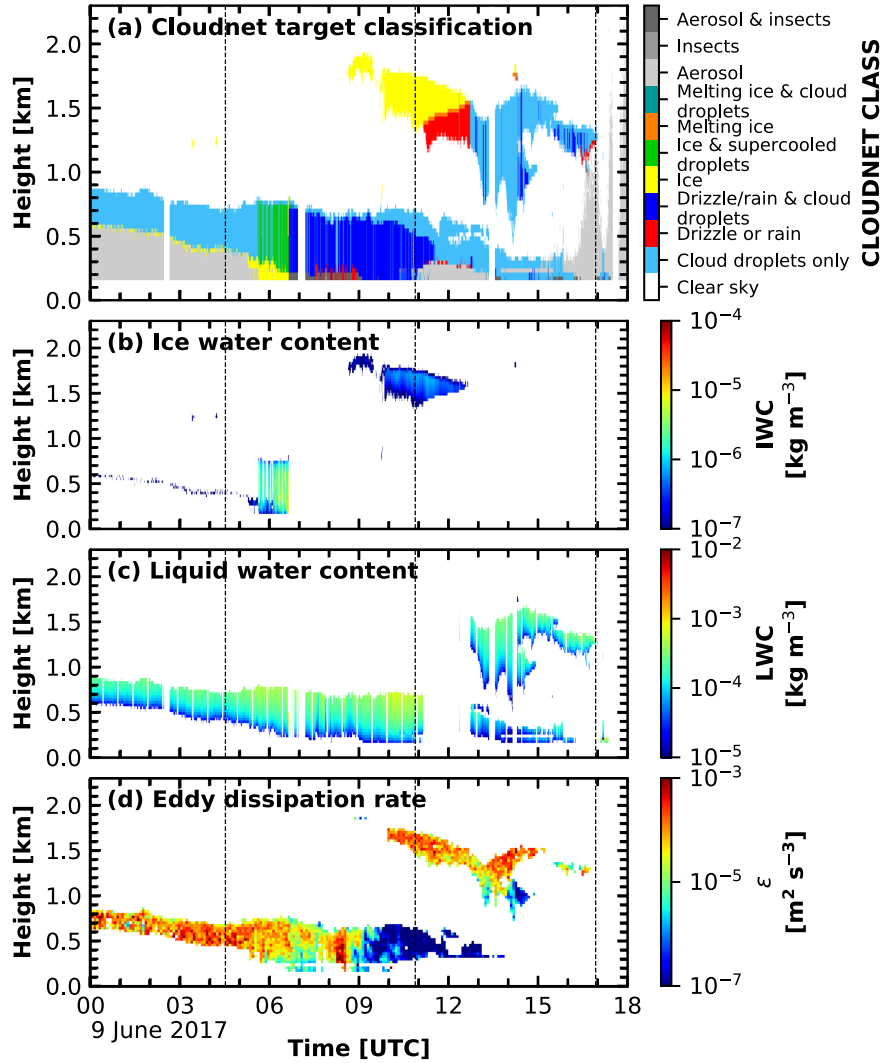 (a) Cloudnet target classification
Height [km]
2.0
1.5
1.0
0.5
0.0
Aerosol & insects
Insects
Aerosol
Melting ice & cloud
droplets
Melting ice
Ice & supercooled
droplets
Ice
Drizzle/rain & cloud
droplets
Drizzle or rain
Cloud droplets only
Clear sky
CLOUDNET CLASS
(b) Ice water content
Height [km]
2.0
1.5
1.0
0.5
0.0
10⁻⁴
10⁻⁵
10⁻⁶
10⁻⁷
IWC
[kg m⁻³]
(c) Liquid water content
Height [km]
2.0
1.5
1.0
0.5
0.0
10⁻²
10⁻³
10⁻⁴
10⁻⁵
LWC
[kg m⁻³]
(d) Eddy dissipation rate
Height [km]
2.0
1.5
1.0
0.5
0.0
10⁻³
10⁻⁵
10⁻⁷
ε
[m² s⁻³]
00 03 06 09 12 15 18
9 June 2017
Time [UTC]